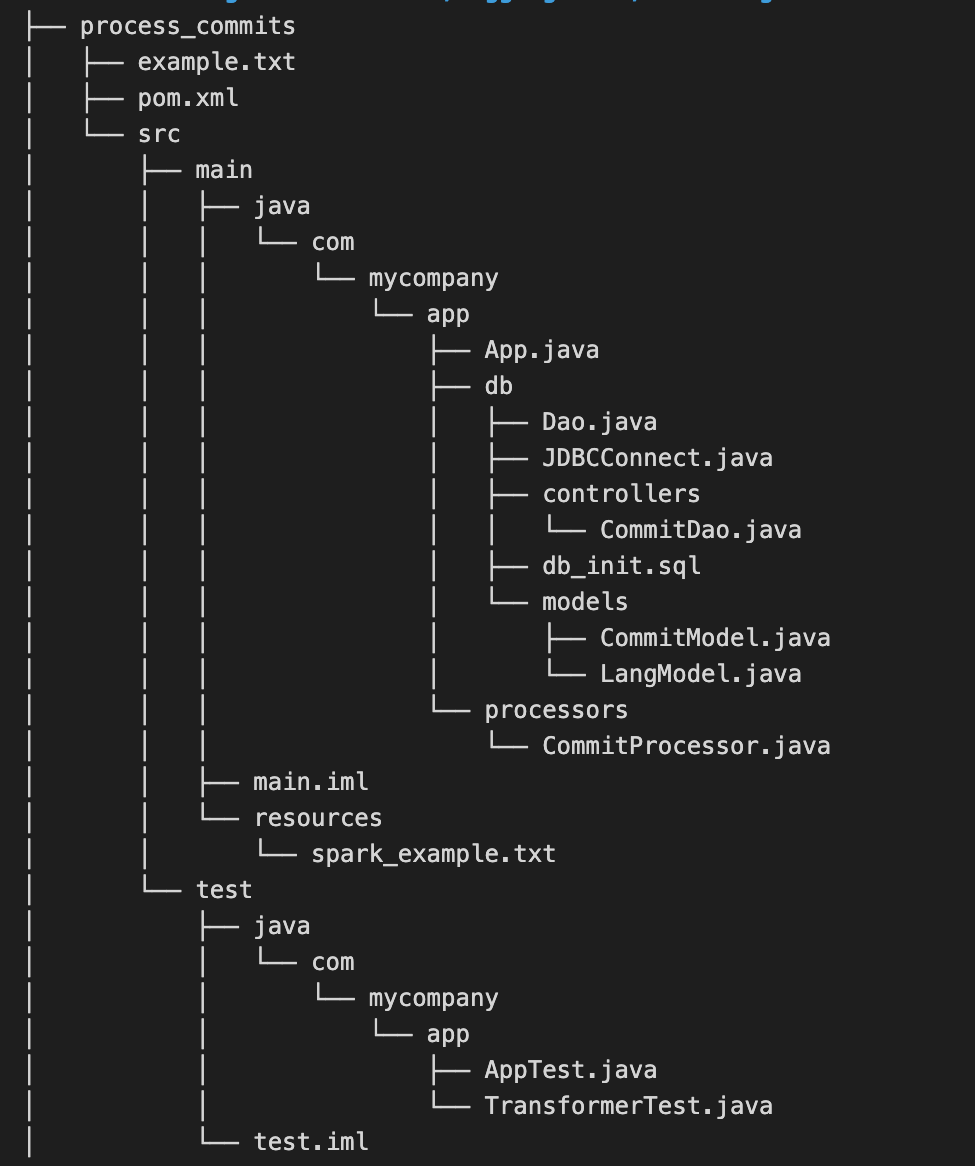 ├── process_commits
│   ├── example.txt
│   ├── pom.xml
│   └── src
│       ├── main
│       │   ├── java
│       │   │   └── com
│       │   │       └── mycompany
│       │   │           └── app
│       │   │               ├── App.java
│       │   │               ├── db
│       │   │               │   ├── Dao.java
│       │   │               │   ├── JDBCConnect.java
│       │   │               │   ├── controllers
│       │   │               │   │   └── CommitDao.java
│       │   │               │   ├── db_init.sql
│       │   │               │   └── models
│       │   │               │       ├── CommitModel.java
│       │   │               │       └── LangModel.java
│       │   │               └── processors
│       │   │                   └── CommitProcessor.java
│       │   ├── main.iml
│       │   └── resources
│       │       └── spark_example.txt
│       └── test
│           ├── java
│           │   └── com
│           │       └── mycompany
│           │           └── app
│           │               ├── AppTest.java
│           │               └── TransformerTest.java
│           └── test.iml